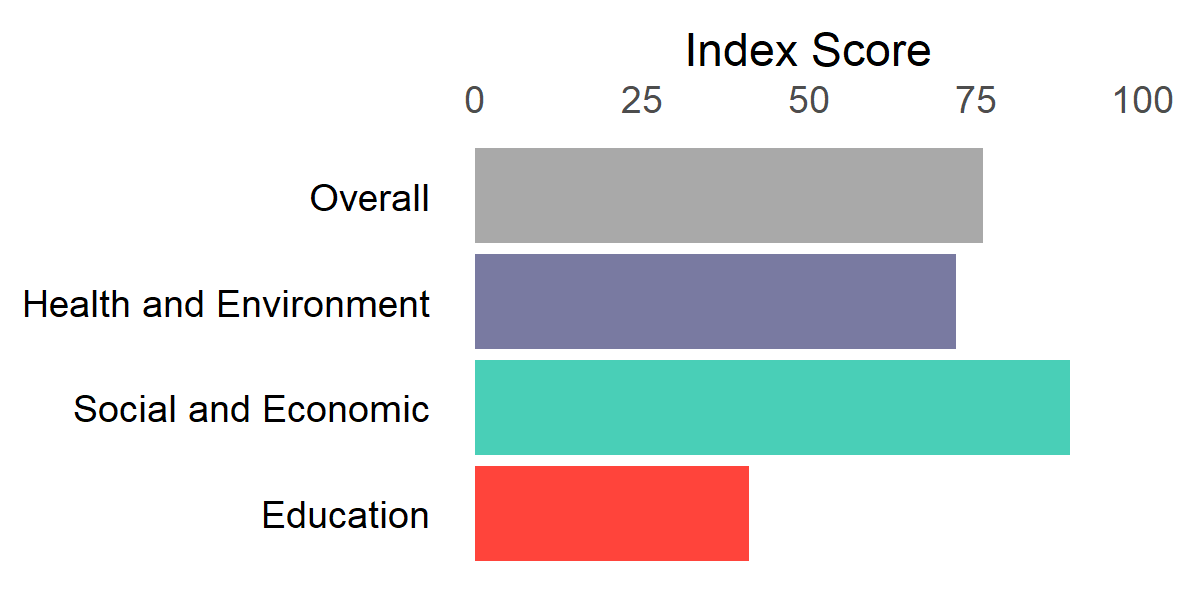 Index Score
0 25 50 75 100
Overall
Health and Environment
Social and Economic
Education